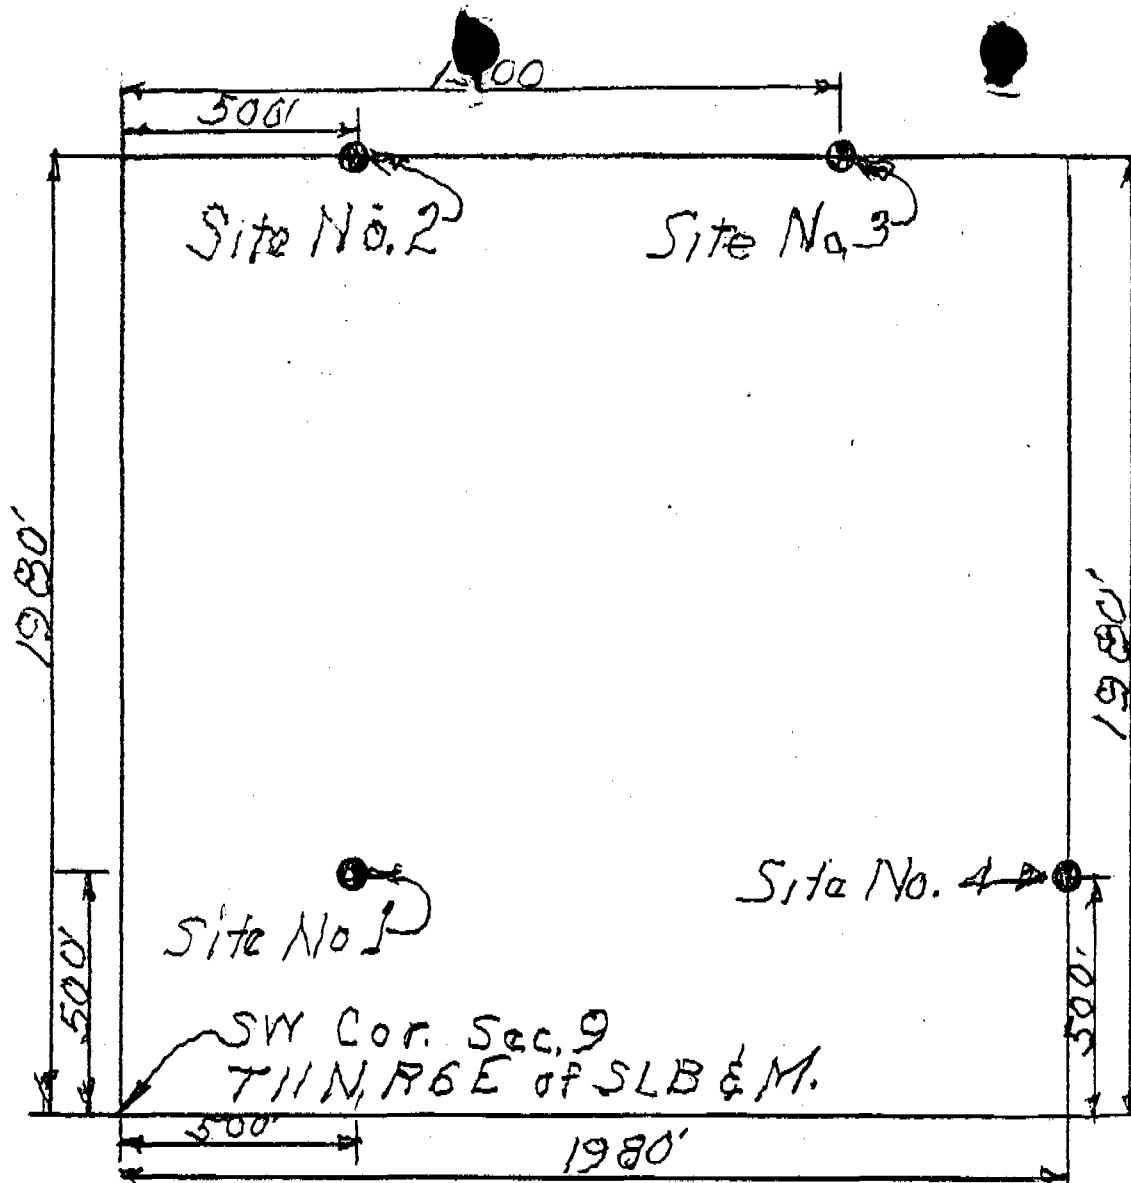 500'
Site No. 2
Site No. 3
1980'
1980'
Site No. 1
Site No. 4
500'
500'
SW Cor. Sec. 9
T11N, R6E of SLB & M.
500'
1980'